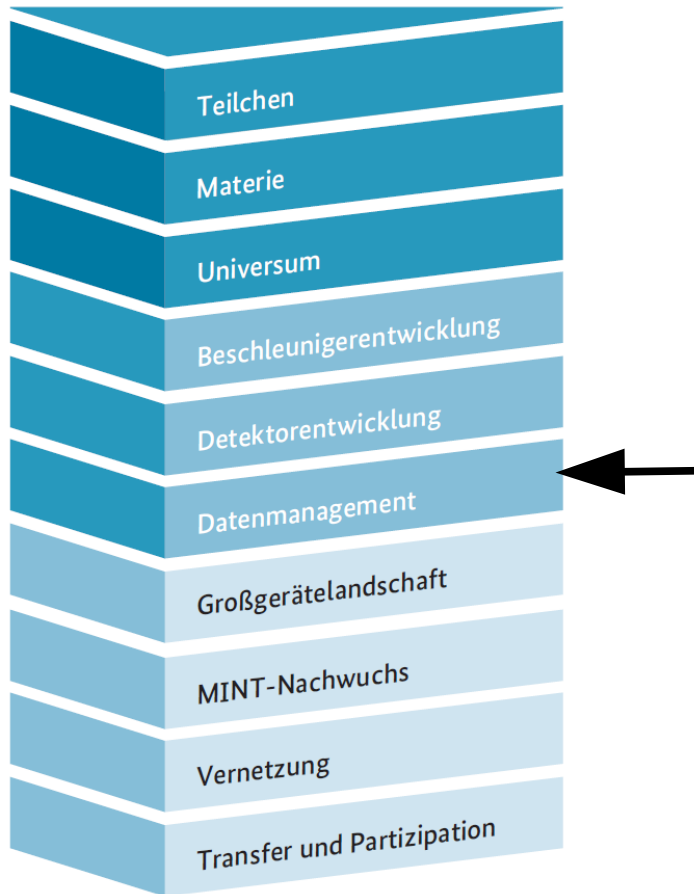 Teilchen
Materie
Universum
Beschleunigerentwicklung
Detektorentwicklung
Datenmanagement
Großgerätelandschaft
MINT-Nachwuchs
Vernetzung
Transfer und Partizipation